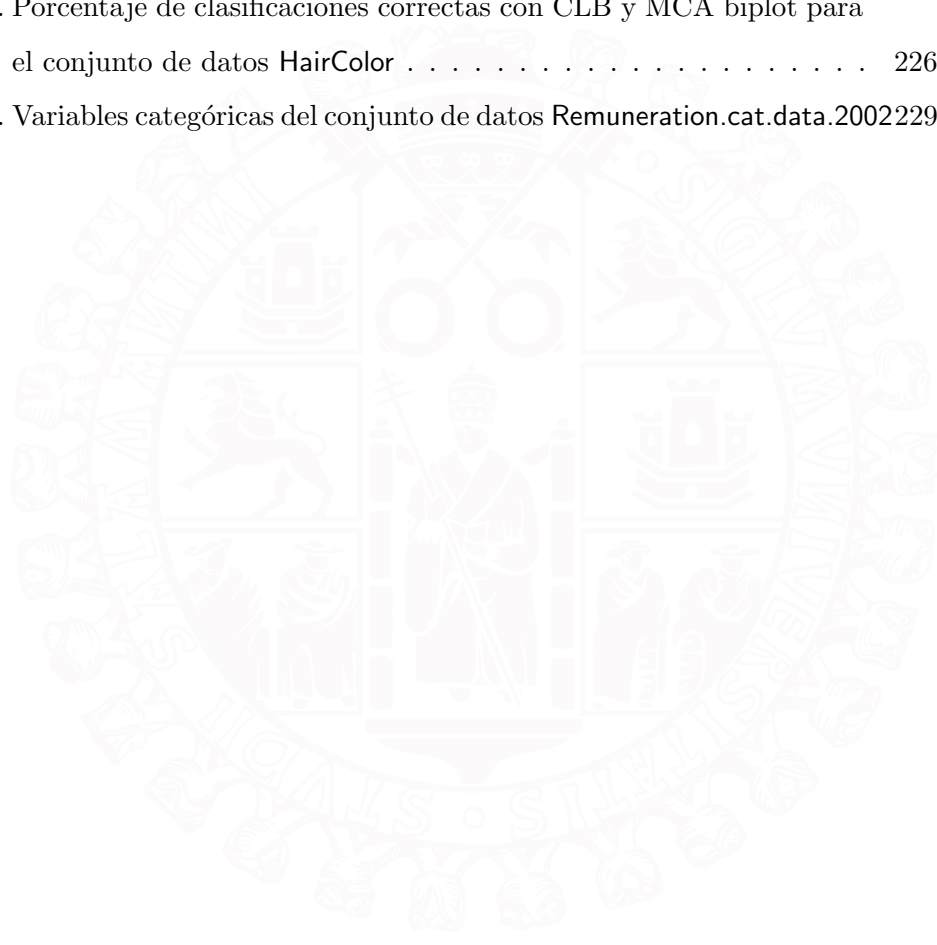 . Porcentaje de clasificaciones correctas con CLB y MCA biplot para
el conjunto de datos HairColor . . . . . . . . . . . . . . . . . . . . . . 226
. Variables categóricas del conjunto de datos Remuneration.cat.data.2002229